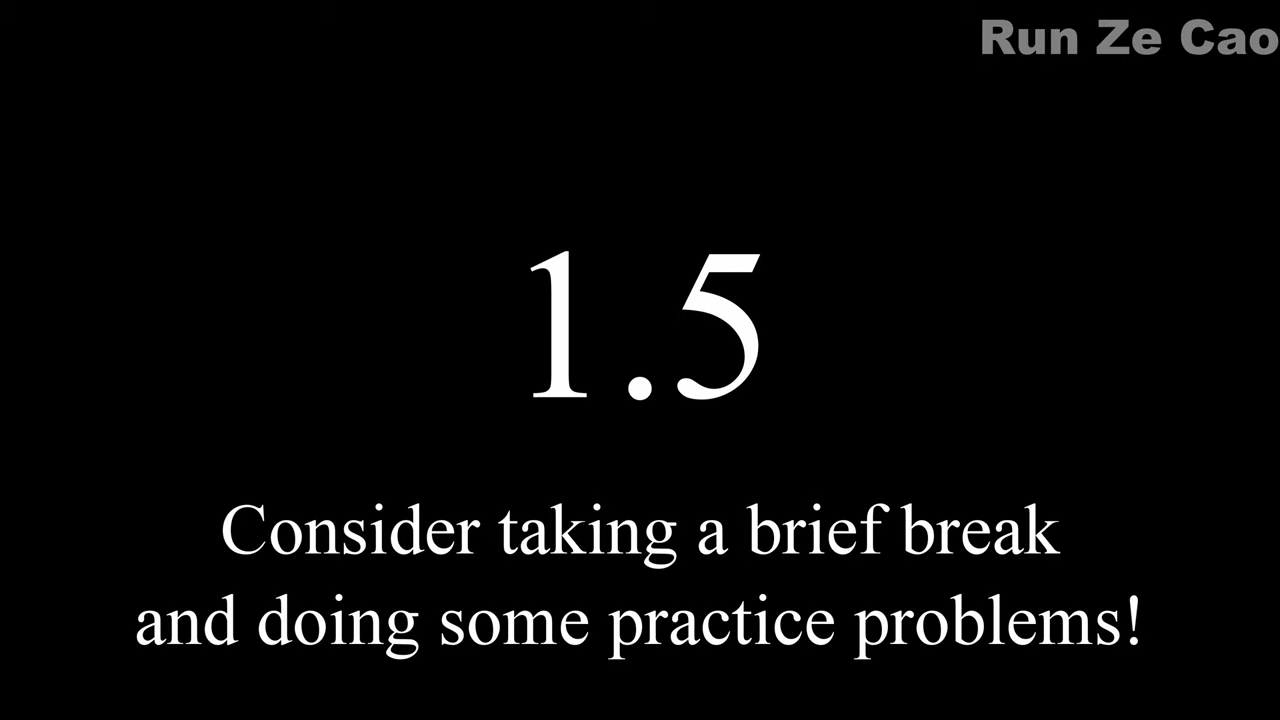 Run Ze Cao
1.5
Consider taking a brief break
and doing some practice problems!